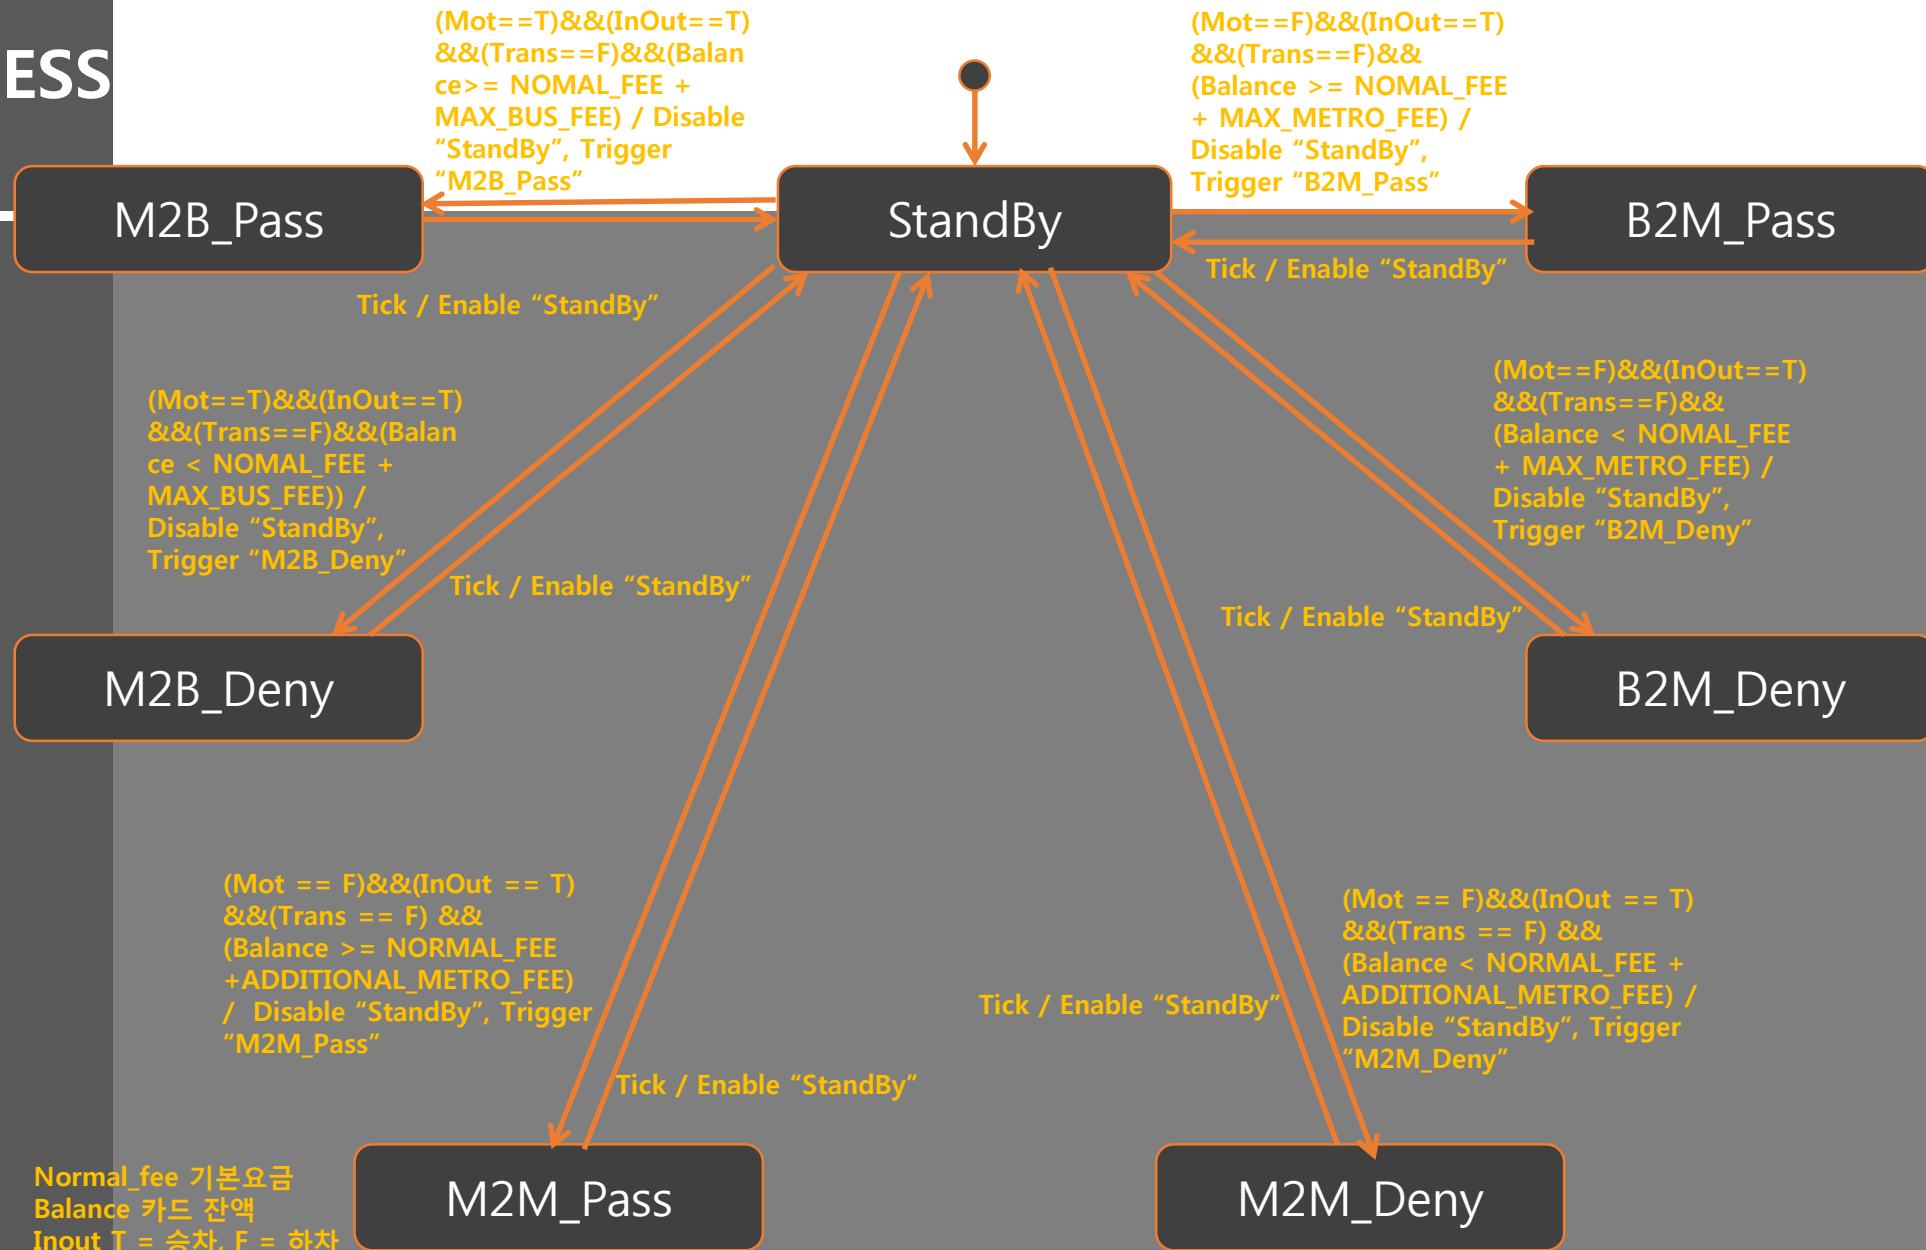 ESS
(Mot==T)&&(InOut==T)
&&(Trans==F)&&(Balan
ce>= NOMAL_FEE +
MAX_BUS_FEE) / Disable
“StandBy”, Trigger
“M2B_Pass”
(Mot==F)&&(InOut==T)
&&(Trans==F)&&
(Balance >= NOMAL_FEE
+ MAX_METRO_FEE) /
Disable “StandBy”,
Trigger “B2M_Pass”
M2B_Pass
StandBy
B2M_Pass
Tick / Enable “StandBy”
Tick / Enable “StandBy”
(Mot==T)&&(InOut==T)
&&(Trans==F)&&(Balan
ce < NOMAL_FEE +
MAX_BUS_FEE)) /
Disable “StandBy”,
Trigger “M2B_Deny”
(Mot==F)&&(InOut==T)
&&(Trans==F)&&
(Balance < NOMAL_FEE
+ MAX_METRO_FEE) /
Disable “StandBy”,
Trigger “B2M_Deny”
Tick / Enable “StandBy”
Tick / Enable “StandBy”
M2B_Deny
B2M_Deny
(Mot == F)&&(InOut == T)
&&(Trans == F) &&
(Balance >= NORMAL_FEE
+ADDITIONAL_METRO_FEE)
/ Disable “StandBy”, Trigger
“M2M_Pass”
(Mot == F)&&(InOut == T)
&&(Trans == F) &&
(Balance < NORMAL_FEE +
ADDITIONAL_METRO_FEE) /
Disable “StandBy”, Trigger
“M2M_Deny”
Tick / Enable “StandBy”
Tick / Enable “StandBy”
M2M_Pass
M2M_Deny
Normal_fee 기본요금
Balance 카드 잔액
Inout T = 승차, F = 하차